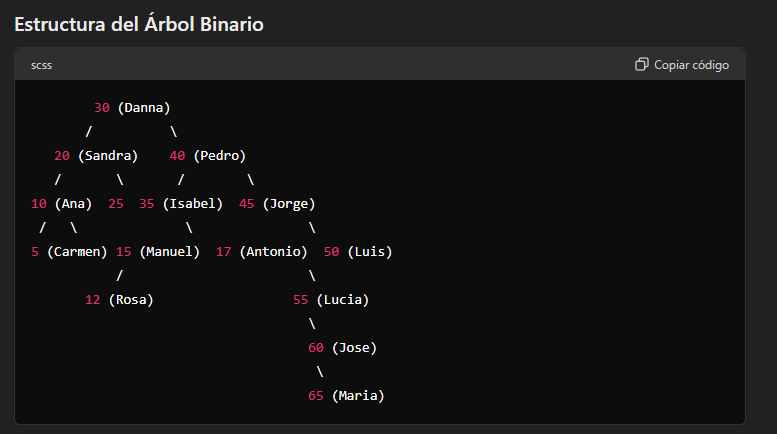 Estructura del Árbol Binario
scss Copiar código
30 (Danna)
/ \
20 (Sandra) 40 (Pedro)
/ \ / \
10 (Ana) 25 35 (Isabel) 45 (Jorge)
/ \ \ \
5 (Carmen) 15 (Manuel) 17 (Antonio) 50 (Luis)
/ \
12 (Rosa) 55 (Lucia)
\
60 (Jose)
\
65 (Maria)